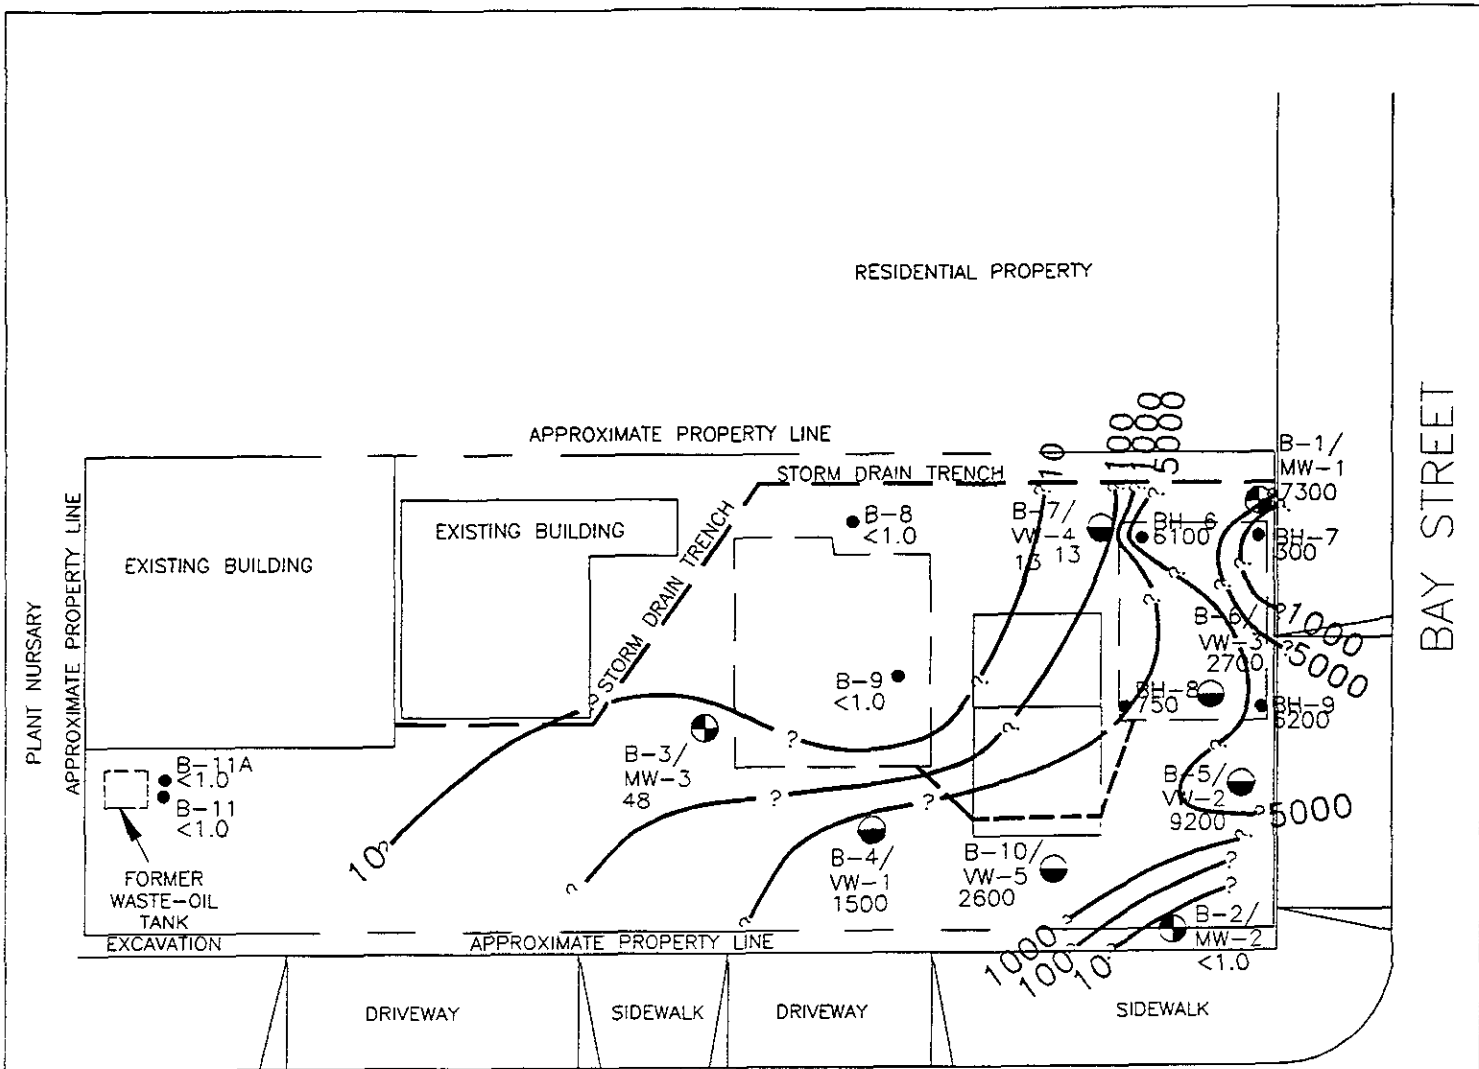 RESIDENTIAL PROPERTY
BAY STREET
APPROXIMATE PROPERTY LINE
STORM DRAIN TRENCH
10
100
1000
5000
B-1/
MW-1
7300
B-8
<1.0
B-7/
VW-4
13
13
BH-6
6100
BH-7
300
EXISTING BUILDING
EXISTING BUILDING
STORM DRAIN TRENCH
PLANT NURSARY
APPROXIMATE PROPERTY LINE
B-6/
VW-3
2700
?1000
?5000
B-9
<1.0
BH-8
750
BH-9
B-3/
MW-3
48
B-11A
<1.0
B-11
<1.0
B-5/
VW-2
9200
?5000
10?
B-4/
VW-1
1500
B-10/
VW-5
2600
FORMER
WASTE-OIL
TANK
EXCAVATION
APPROXIMATE PROPERTY LINE
1000
100
10
B-2/
MW-2
<1.0
DRIVEWAY
SIDEWALK
DRIVEWAY
SIDEWALK